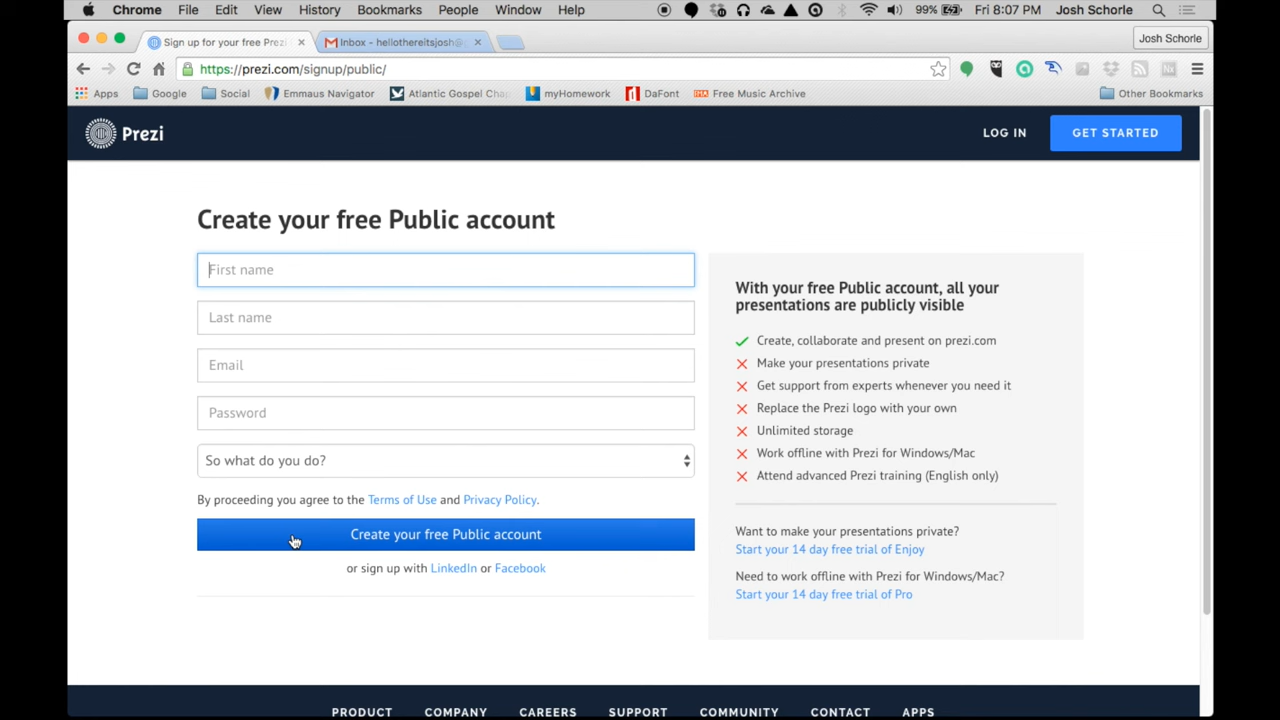 Chrome File Edit View History Bookmarks People Window Help 99% Fri 8:07 PM Josh Schorle
Sign up for your free Prezi Inbox - hellothereitsjosh@ Josh Schorle
https://prezi.com/signup/public/
Apps Google Social Emmaus Navigator Atlantic Gospel Cha myHomework DaFont FMA Free Music Archive Other Bookmarks
Prezi LOG IN GET STARTED
Create your free Public account
First name
Last name
Email
Password
So what do you do?
By proceeding you agree to the Terms of Use and Privacy Policy.
Create your free Public account
or sign up with LinkedIn or Facebook
With your free Public account, all your
presentations are publicly visible
Create, collaborate and present on prezi.com
Make your presentations private
Get support from experts whenever you need it
Replace the Prezi logo with your own
Unlimited storage
Work offline with Prezi for Windows/Mac
Attend advanced Prezi training (English only)
Want to make your presentations private?
Start your 14 day free trial of Enjoy
Need to work offline with Prezi for Windows/Mac?
Start your 14 day free trial of Pro
PRODUCT COMPANY CAREERS SUPPORT COMMUNITY CONTACT APPS